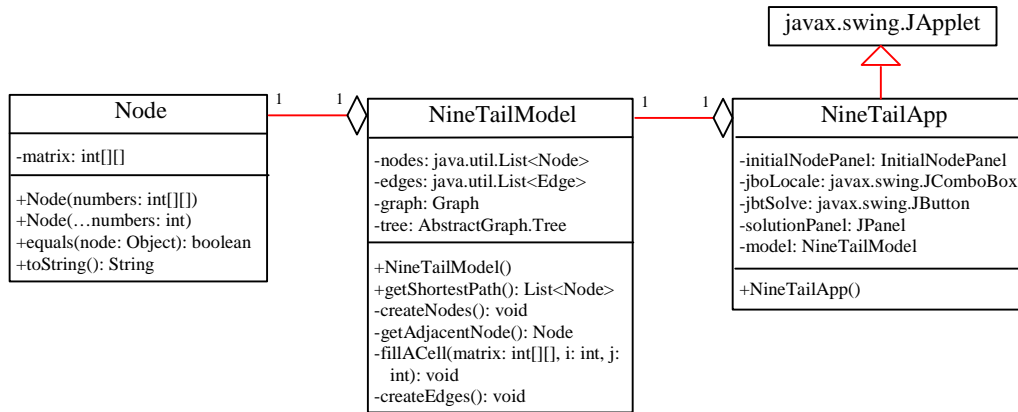 javax.swing.JApplet
Node
-matrix: int[][]
+Node(numbers: int[][])
+Node(…numbers: int)
+equals(node: Object): boolean
+toString(): String
1
1
NineTailModel
-nodes: java.util.List<Node>
-edges: java.util.List<Edge>
-graph: Graph
-tree: AbstractGraph.Tree
+NineTailModel()
+getShortestPath(): List<Node>
-createNodes(): void
-getAdjacentNode(): Node
-fillACell(matrix: int[][], i: int, j:
int): void
-createEdges(): void
1
1
NineTailApp
-initialNodePanel: InitialNodePanel
-jboLocale: javax.swing.JComboBox
-jbtSolve: javax.swing.JButton
-solutionPanel: JPanel
-model: NineTailModel
+NineTailApp()